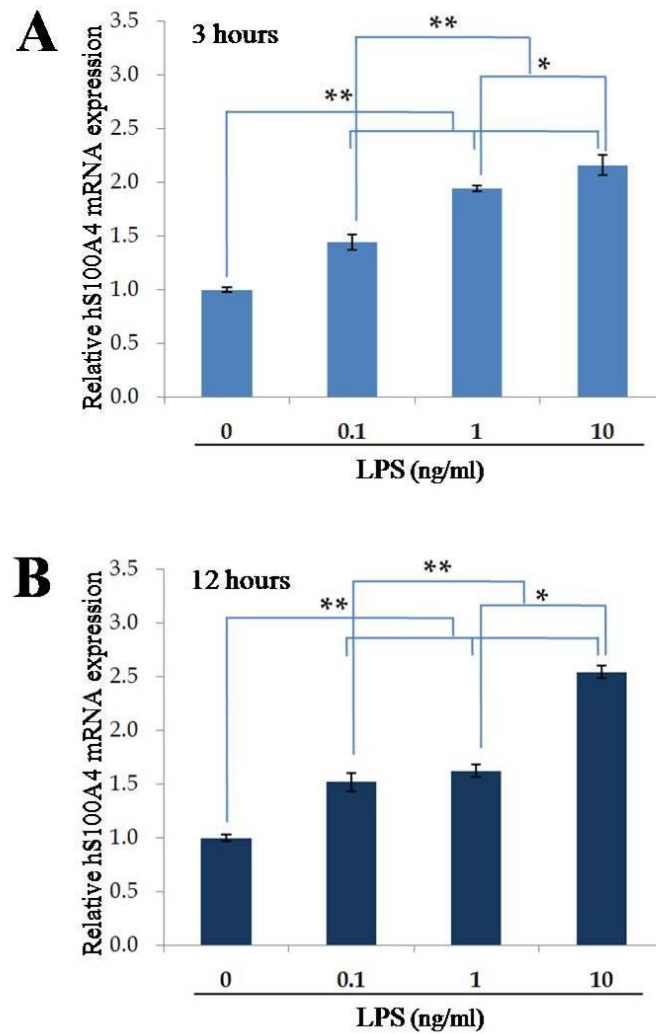 A
3 hours
Relative hS100A4 mRNA expression
3.5
3.0
2.5
2.0
1.5
1.0
0.5
0.0
**
*
**
0 0.1 1 10
LPS (ng/ml)
B
12 hours
Relative hS100A4 mRNA expression
3.5
3.0
2.5
2.0
1.5
1.0
0.5
0.0
**
*
**
0 0.1 1 10
LPS (ng/ml)